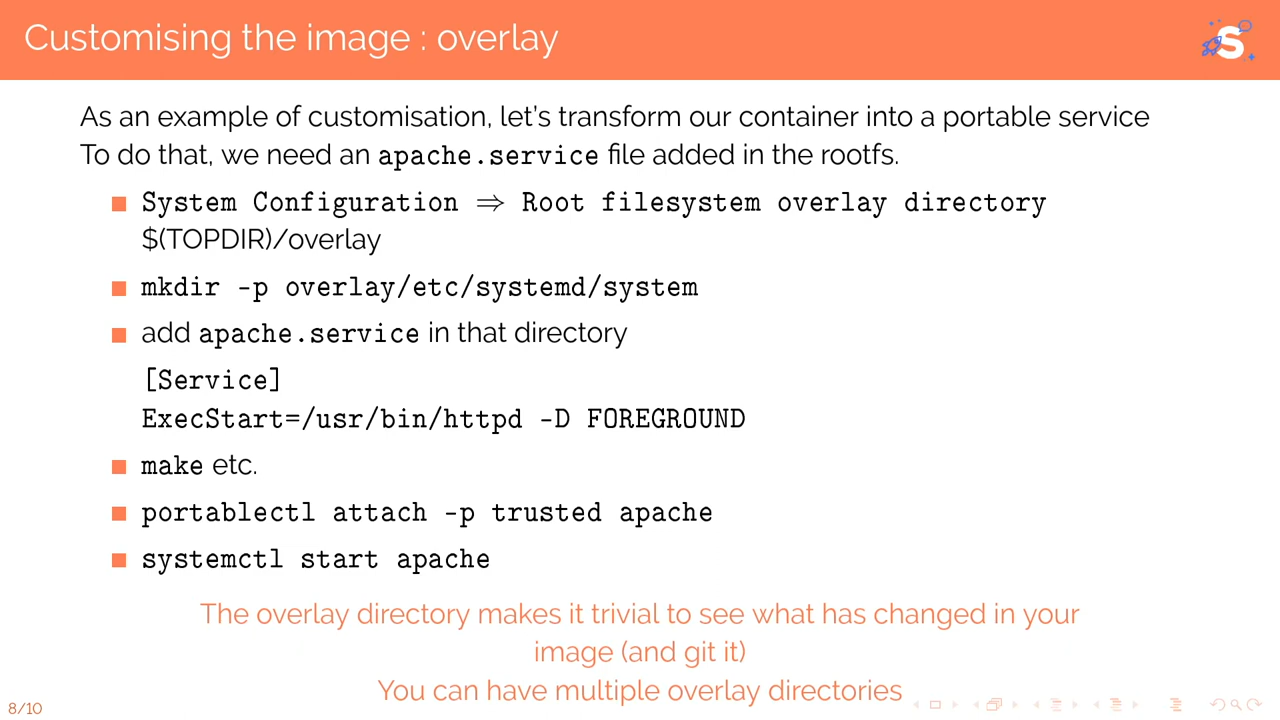 Customising the image : overlay
S
As an example of customisation, let's transform our container into a portable service
To do that, we need an apache.service file added in the rootfs.
System Configuration ⇒ Root filesystem overlay directory
$(TOPDIR)/overlay
mkdir -p overlay/etc/systemd/system
add apache.service in that directory
[Service]
ExecStart=/usr/bin/httpd -D FOREGROUND
make etc.
portablectl attach -p trusted apache
systemctl start apache
The overlay directory makes it trivial to see what has changed in your
image (and git it)
You can have multiple overlay directories
8/10